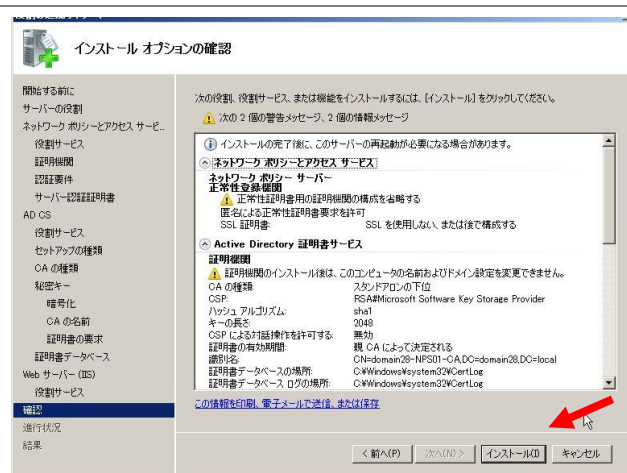 インストール オプションの確認
開始する前に
サーバーの役割
ネットワーク ポリシーとアクセス サービ...
役割サービス
証明機関
認証要件
サーバー認証証明書
AD CS
役割サービス
セットアップの種類
CA の種類
秘密キー
暗号化
CA の名前
証明書の要求
証明書データベース
Web サーバー (IIS)
役割サービス
確認
進行状況
結果
次の役割、役割サービス、または機能をインストールするには、[インストール] をクリックしてください。
次の 2 個の警告メッセージ、2 個の情報メッセージ
インストールの完了後に、このサーバーの再起動が必要になる場合があります。
ネットワーク ポリシーとアクセス サービス
ネットワーク ポリシー サーバー
正常性登録機関
正常性証明書用の証明機関の構成を省略する
匿名による正常性証明書要求を許可
SSL 証明書: SSL を使用しない、または後で構成する
Active Directory 証明書サービス
証明機関
証明機関のインストール後は、このコンピュータの名前およびドメイン設定を変更できません。
CA の種類: スタンドアロンの下位
CSP: RSA#Microsoft Software Key Storage Provider
ハッシュ アルゴリズム: sha1
キーの長さ: 2048
CSP による対話操作を許可する: 無効
証明書の有効期間: 親 CA によって決定される
識別名: CN=domain28-NPS01-CA,DC=domain28,DC=local
証明書データベースの場所: C:¥Windows¥system32¥CertLog
証明書データベース ログの場所: C:¥Windows¥system32¥CertLog
この情報を印刷、電子メールで送信、または保存
< 前へ(P) 次へ(N) > インストール(I) キャンセル